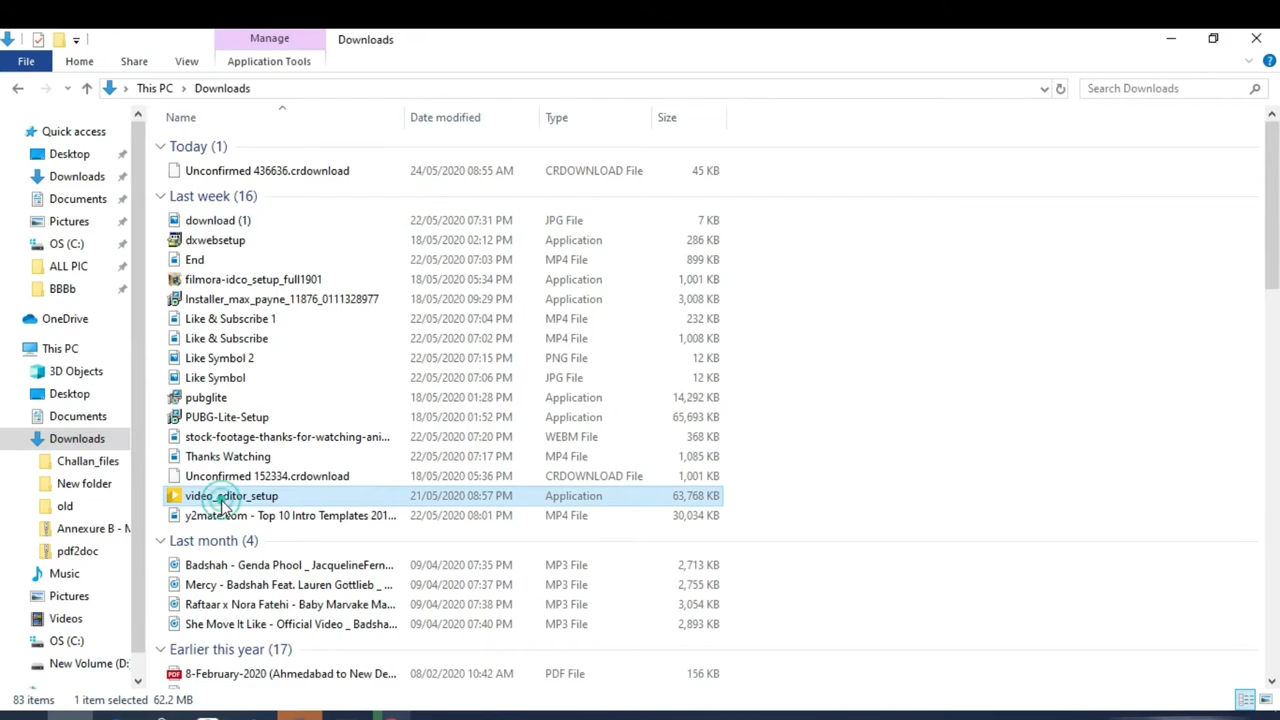 Manage
Downloads
File
Home
Share
View
Application Tools
This PC
Downloads
Search Downloads
Name
Date modified
Type
Size
Quick access
Desktop
Downloads
Documents
Pictures
OS (C:)
ALL PIC
BBBb
OneDrive
This PC
3D Objects
Desktop
Documents
Downloads
Challan_files
New folder
old
Annexure B - M
pdf2doc
Music
Pictures
Videos
OS (C:)
New Volume (D:
Today (1)
Unconfirmed 436636.crdownload 24/05/2020 08:55 AM CRDOWNLOAD File 45 KB
Last week (16)
download (1) 22/05/2020 07:31 PM JPG File 7 KB
dxwebsetup 18/05/2020 02:12 PM Application 286 KB
End 22/05/2020 07:03 PM MP4 File 899 KB
filmora-idco_setup_full1901 18/05/2020 05:34 PM Application 1,001 KB
Installer_max_payne_11876_0111328977 18/05/2020 09:29 PM Application 3,008 KB
Like & Subscribe 1 22/05/2020 07:04 PM MP4 File 232 KB
Like & Subscribe 22/05/2020 07:02 PM MP4 File 1,008 KB
Like Symbol 2 22/05/2020 07:15 PM PNG File 12 KB
Like Symbol 22/05/2020 07:06 PM JPG File 12 KB
pubglite 18/05/2020 01:28 PM Application 14,292 KB
PUBG-Lite-Setup 18/05/2020 01:52 PM Application 65,693 KB
stock-footage-thanks-for-watching-ani... 22/05/2020 07:20 PM WEBM File 368 KB
Thanks Watching 22/05/2020 07:17 PM MP4 File 1,085 KB
Unconfirmed 152334.crdownload 18/05/2020 05:36 PM CRDOWNLOAD File 1,001 KB
video_editor_setup 21/05/2020 08:57 PM Application 63,768 KB
y2mate.com - Top 10 Intro Templates 201... 22/05/2020 08:01 PM MP4 File 30,034 KB
Last month (4)
Badshah - Genda Phool _ JacquelineFern... 09/04/2020 07:35 PM MP3 File 2,713 KB
Mercy - Badshah Feat. Lauren Gottlieb _ ... 09/04/2020 07:37 PM MP3 File 2,755 KB
Raftaar x Nora Fatehi - Baby Marvake Ma... 09/04/2020 07:38 PM MP3 File 3,054 KB
She Move It Like - Official Video _ Badsha... 09/04/2020 07:40 PM MP3 File 2,893 KB
Earlier this year (17)
8-February-2020 (Ahmedabad to New De... 08/02/2020 10:42 AM PDF File 156 KB
83 items
1 item selected 62.2 MB